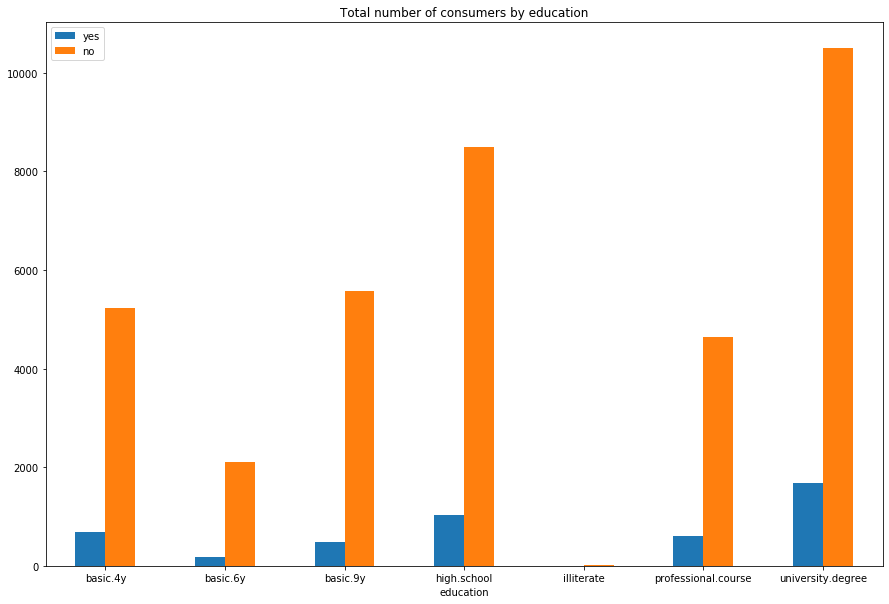 Total number of consumers by education
yes
no
10000
8000
6000
4000
2000
0
basic.4y basic.6y basic.9y high.school illiterate professional.course university.degree
education